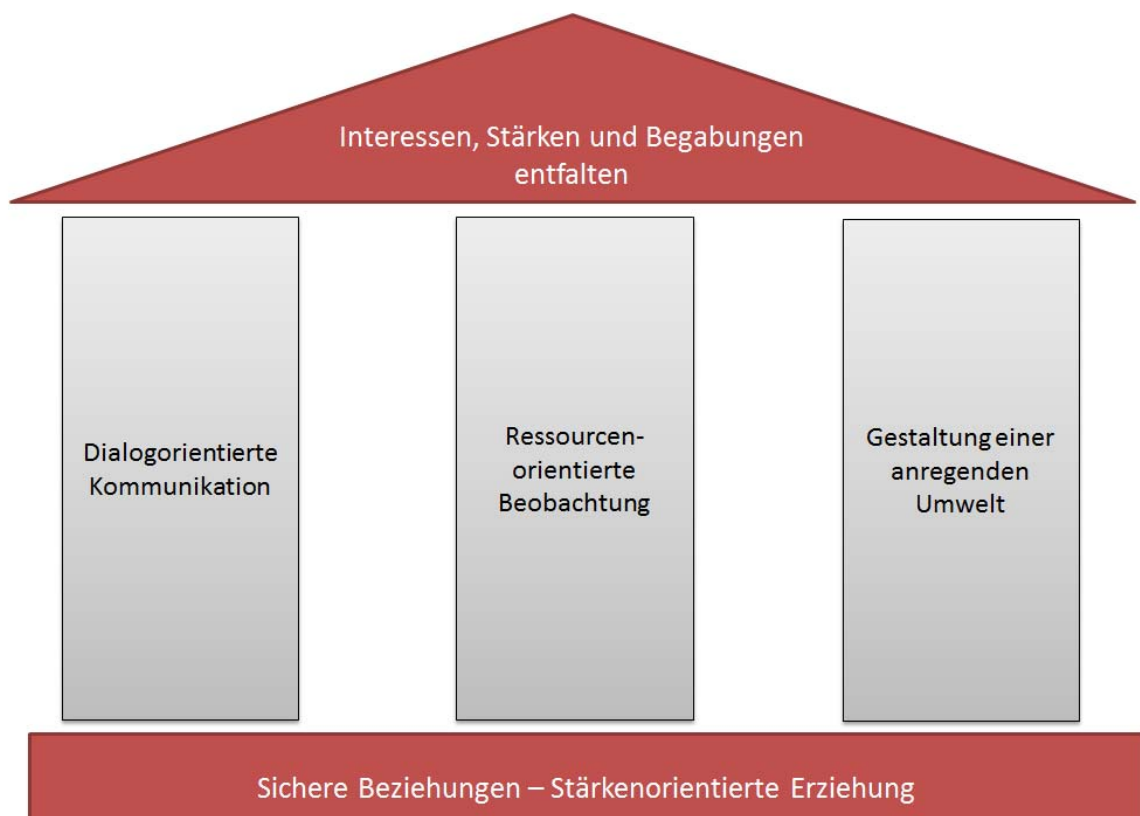 Interessen, Stärken und Begabungen
entfalten
Dialogorientierte
Kommunikation
Ressourcen-
orientierte
Beobachtung
Gestaltung einer
anregenden
Umwelt
Sichere Beziehungen – Stärkenorientierte Erziehung